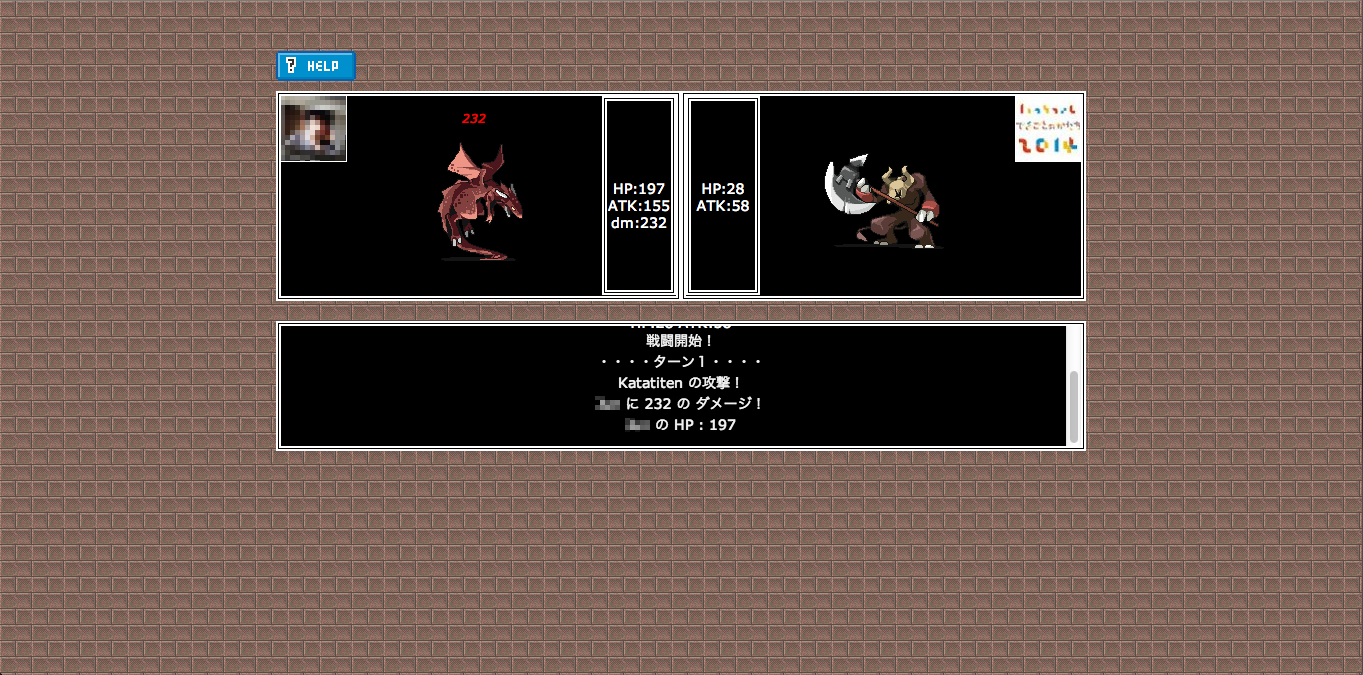 ? HELP
232
HP:197
ATK:155
dm:232
HP:28
ATK:58
2014
戦闘開始！
・・・・ターン1・・・・
Katatiten の攻撃！
に 232 の ダメージ！
の HP : 197